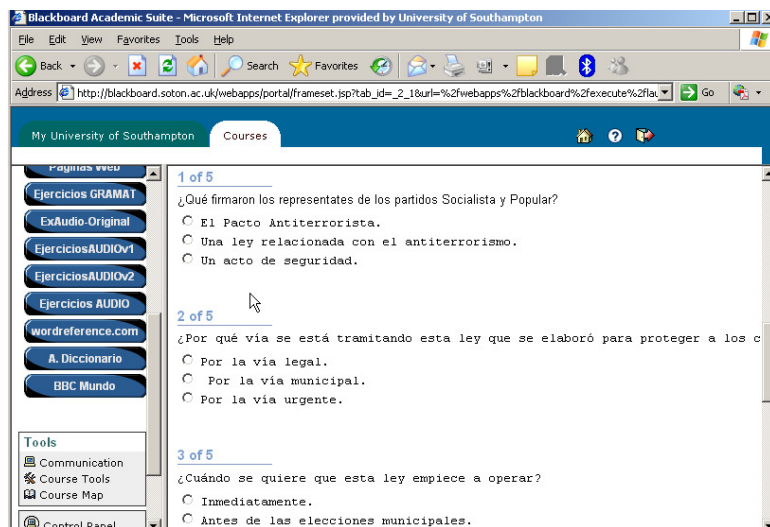 Blackboard Academic Suite - Microsoft Internet Explorer provided by University of Southampton
File Edit View Favorites Tools Help
Back Search Favorites
Address http://blackboard.soton.ac.uk/webapps/portal/frameset.jsp?tab_id=_2_1&url=%2fwebapps%2fblackboard%2fexecute%2flau Go
My University of Southampton Courses
Paginas Web
Ejercicios GRAMAT
ExAudio-Original
EjerciciosAUDIOv1
EjerciciosAUDIOv2
Ejercicios AUDIO
wordreference.com
A. Diccionario
BBC Mundo
Tools
Communication
Course Tools
Course Map
Control Panel
1 of 5
¿Qué firmaron los representates de los partidos Socialista y Popular?
El Pacto Antiterrorista.
Una ley relacionada con el antiterrorismo.
Un acto de seguridad.
2 of 5
¿Por qué vía se está tramitando esta ley que se elaboró para proteger a los c
Por la vía legal.
Por la vía municipal.
Por la vía urgente.
3 of 5
¿Cuándo se quiere que esta ley empiece a operar?
Inmediatamente.
Antes de las elecciones municipales.